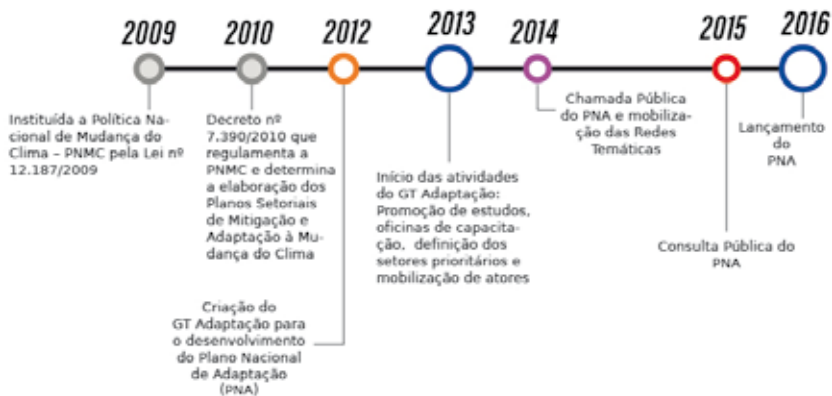 2009
2010
2012
2013
2014
2015
2016
Instituída a Política Na-
cional de Mudança do
Clima – PNMC pela Lei nº
12.187/2009
Decreto nº
7.390/2010 que
regulamenta a
PNMC e determina
a elaboração dos
Planos Setoriais
de Mitigação e
Adaptação à Mu-
dança do Clima
Criação do
GT Adaptação para
o desenvolvimento
do Plano Nacional
de Adaptação
(PNA)
Início das atividades
do GT Adaptação:
Promoção de estudos,
oficinas de capacita-
ção, definição dos
setores prioritários e
mobilização de atores
Chamada Pública
do PNA e mobiliza-
ção das Redes
Temáticas
Consulta Pública do
PNA
Lançamento
do
PNA